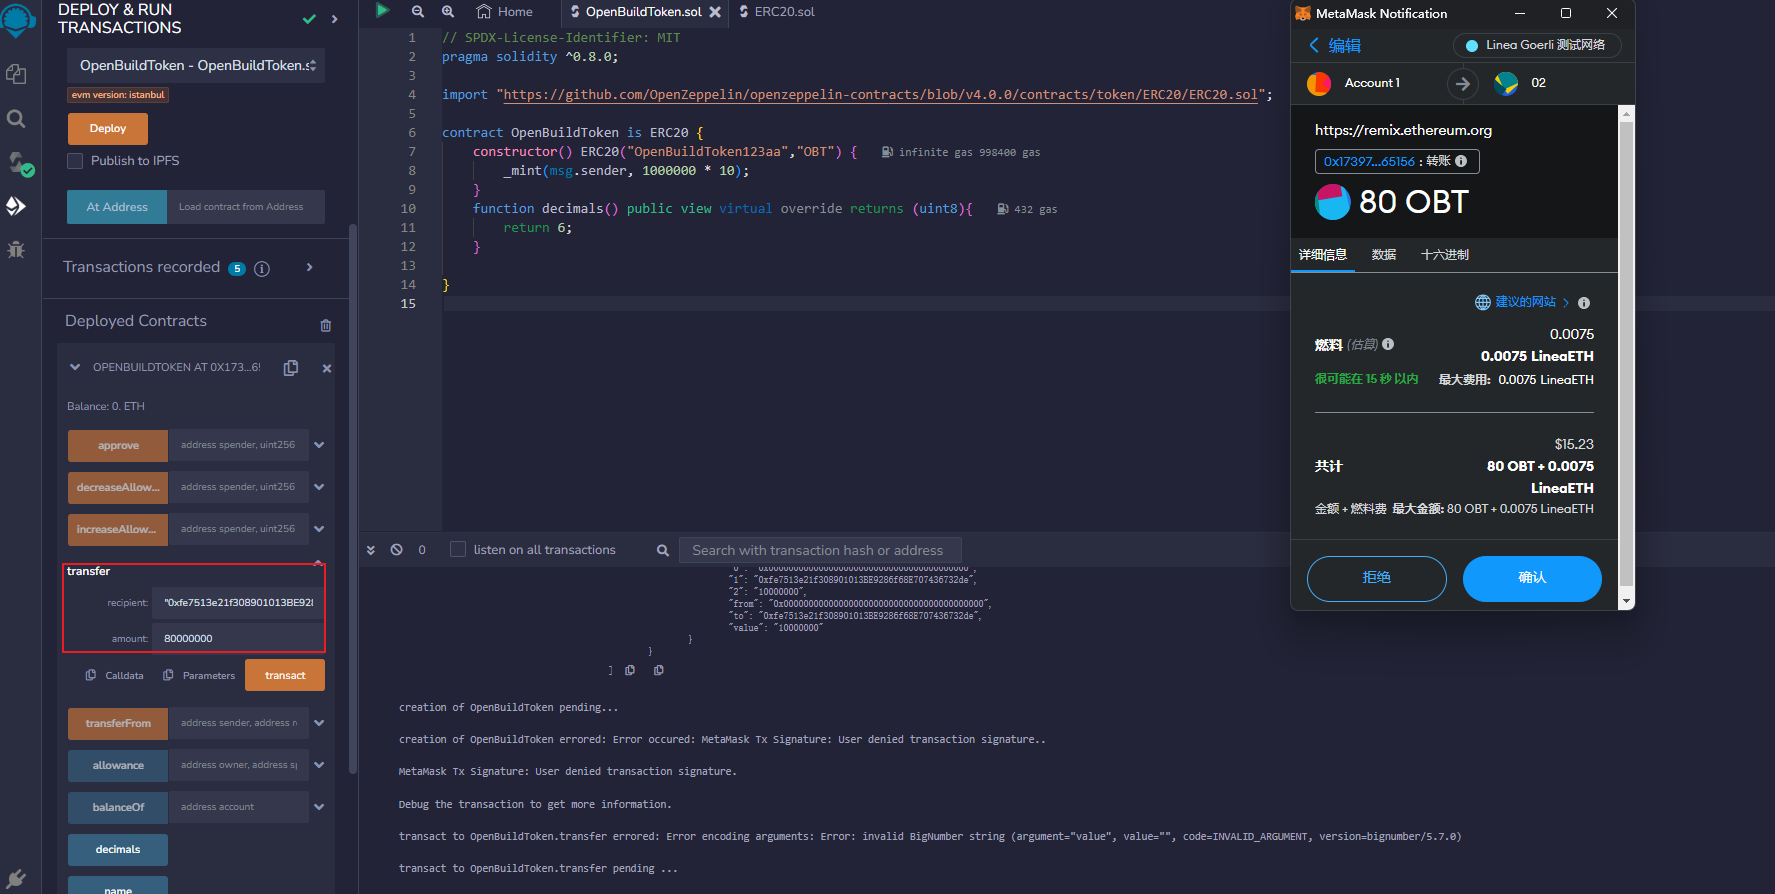 DEPLOY & RUN
TRANSACTIONS
OpenBuildToken - OpenBuildToken.s
evm version: istanbul
Deploy
Publish to IPFS
At Address
Load contract from Address
Transactions recorded 5
Deployed Contracts
OPENBUILDTOKEN AT 0X173...6
Balance: 0. ETH
approve
address spender, uint256
decreaseAllow...
address spender, uint256
increaseAllow...
address spender, uint256
transfer
recipient:
"0xfe7513e21f308901013BE928
amount:
80000000
Calldata
Parameters
transact
transferFrom
address sender, address r
allowance
address owner, address s
balanceOf
address account
decimals
name
Home
OpenBuildToken.sol
ERC20.sol
1 // SPDX-License-Identifier: MIT
2 pragma solidity ^0.8.0;
3
4 import "https://github.com/OpenZeppelin/openzeppelin-contracts/blob/v4.0.0/contracts/token/ERC20/ERC20.sol";
5
6 contract OpenBuildToken is ERC20 {
7 constructor() ERC20("OpenBuildToken123aa","OBT") { infinite gas 998400 gas
8 _mint(msg.sender, 1000000 * 10);
9 }
10 function decimals() public view virtual override returns (uint8){ 432 gas
11 return 6;
12 }
13
14 }
15
0
listen on all transactions
Search with transaction hash or address
"1": "0xfe7513e21f308901013BE9286f68E707436732de",
"2": "10000000",
"from": "0x0000000000000000000000000000000000000000",
"to": "0xfe7513e21f308901013BE9286f68E707436732de",
"value": "10000000"
}
}
]
creation of OpenBuildToken pending...
creation of OpenBuildToken errored: Error occured: MetaMask Tx Signature: User denied transaction signature..
MetaMask Tx Signature: User denied transaction signature.
Debug the transaction to get more information.
transact to OpenBuildToken.transfer errored: Error encoding arguments: Error: invalid BigNumber string (argument="value", value="", code=INVALID_ARGUMENT, version=bignumber/5.7.0)
transact to OpenBuildToken.transfer pending ...
MetaMask Notification
编辑
Linea Goerli 测试网络
Account 1
02
https://remix.ethereum.org
0x17397...65156 : 转账
80 OBT
详细信息
数据
十六进制
建议的网站
0.0075
燃料 (估算)
0.0075 LineaETH
很可能在 15 秒以内
最大费用: 0.0075 LineaETH
$15.23
共计
80 OBT + 0.0075
LineaETH
金额 + 燃料费 最大金额: 80 OBT + 0.0075 LineaETH
拒绝
确认